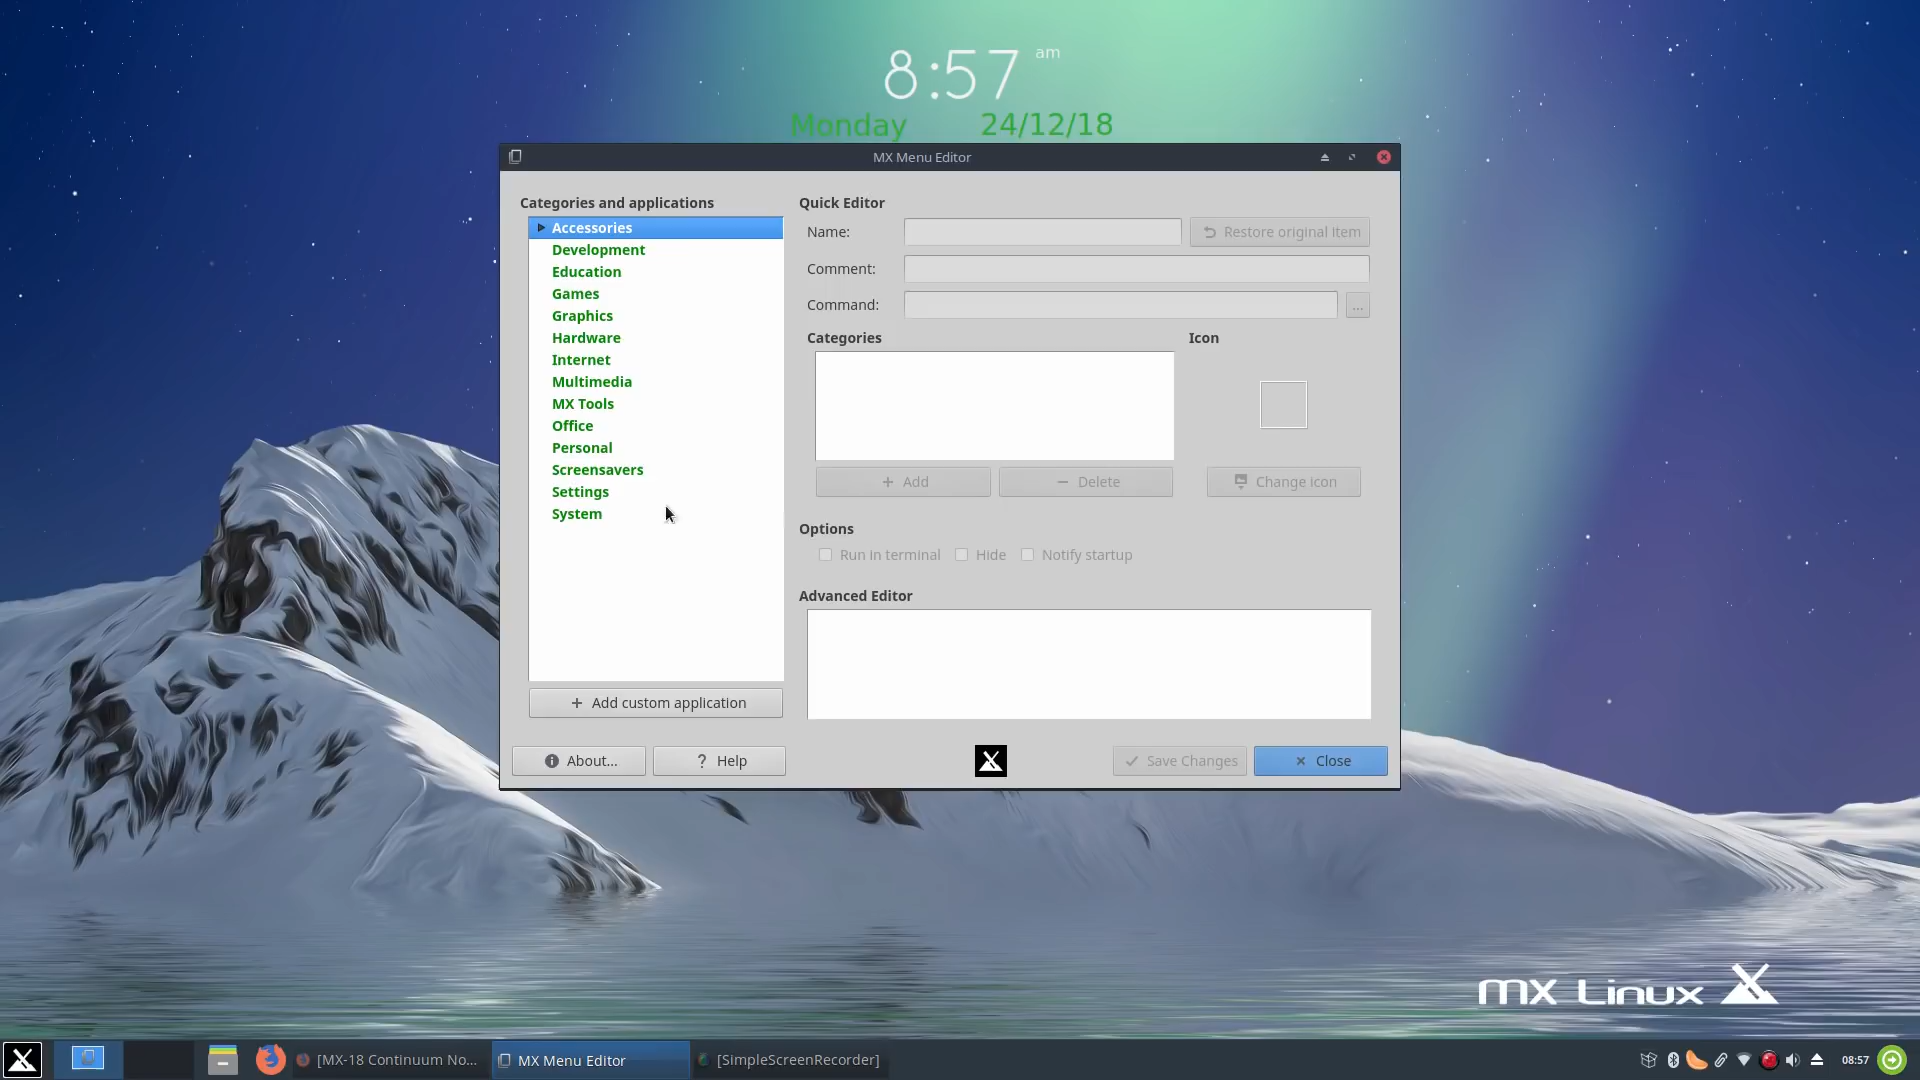 8:57 am
Monday 24/12/18
MX Menu Editor
Categories and applications
Accessories
Development
Education
Games
Graphics
Hardware
Internet
Multimedia
MX Tools
Office
Personal
Screensavers
Settings
System
Add custom application
Quick Editor
Name:
Restore original item
Comment:
Command:
...
Categories
Icon
Add
Delete
Change icon
Options
Run in terminal
Hide
Notify startup
Advanced Editor
About...
Help
Save Changes
Close
MX Linux
[MX-18 Continuum No...
MX Menu Editor
[SimpleScreenRecorder]
08:57